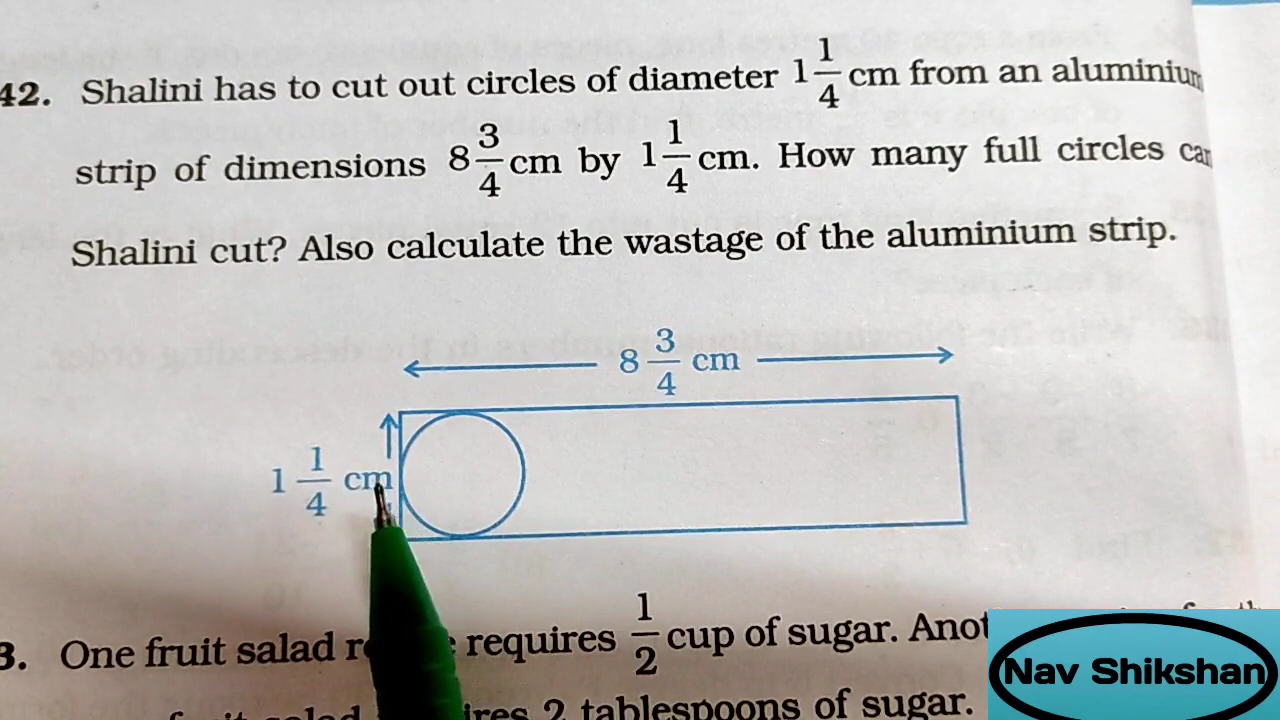 42. Shalini has to cut out circles of diameter 1 1/4 cm from an aluminium
strip of dimensions 8 3/4 cm by 1 1/4 cm. How many full circles can
Shalini cut? Also calculate the wastage of the aluminium strip.
8 3/4 cm
1 1/4 cm
3. One fruit salad requires 1/2 cup of sugar.
2 tablespoons of sugar.
Nav Shikshan